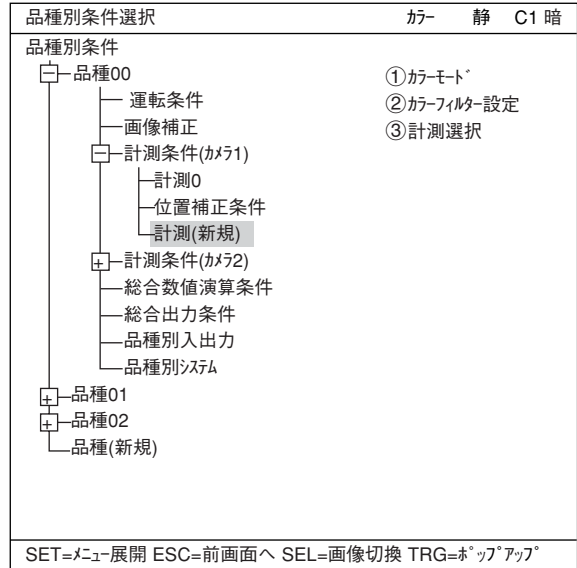 品種別条件選択 ｶﾗｰ 静 C1 暗
品種別条件
品種00
①ｶﾗｰﾓｰﾄﾞ
運転条件
②ｶﾗｰﾌｨﾙﾀｰ設定
画像補正
③計測選択
計測条件(ｶﾒﾗ1)
計測0
位置補正条件
計測(新規)
計測条件(ｶﾒﾗ2)
総合数値演算条件
総合出力条件
品種別入出力
品種別ｼｽﾃﾑ
品種01
品種02
品種(新規)
SET=ﾒﾆｭｰ展開 ESC=前画面へ SEL=画像切換 TRG=ﾎﾟｯﾌﾟｱｯﾌﾟ